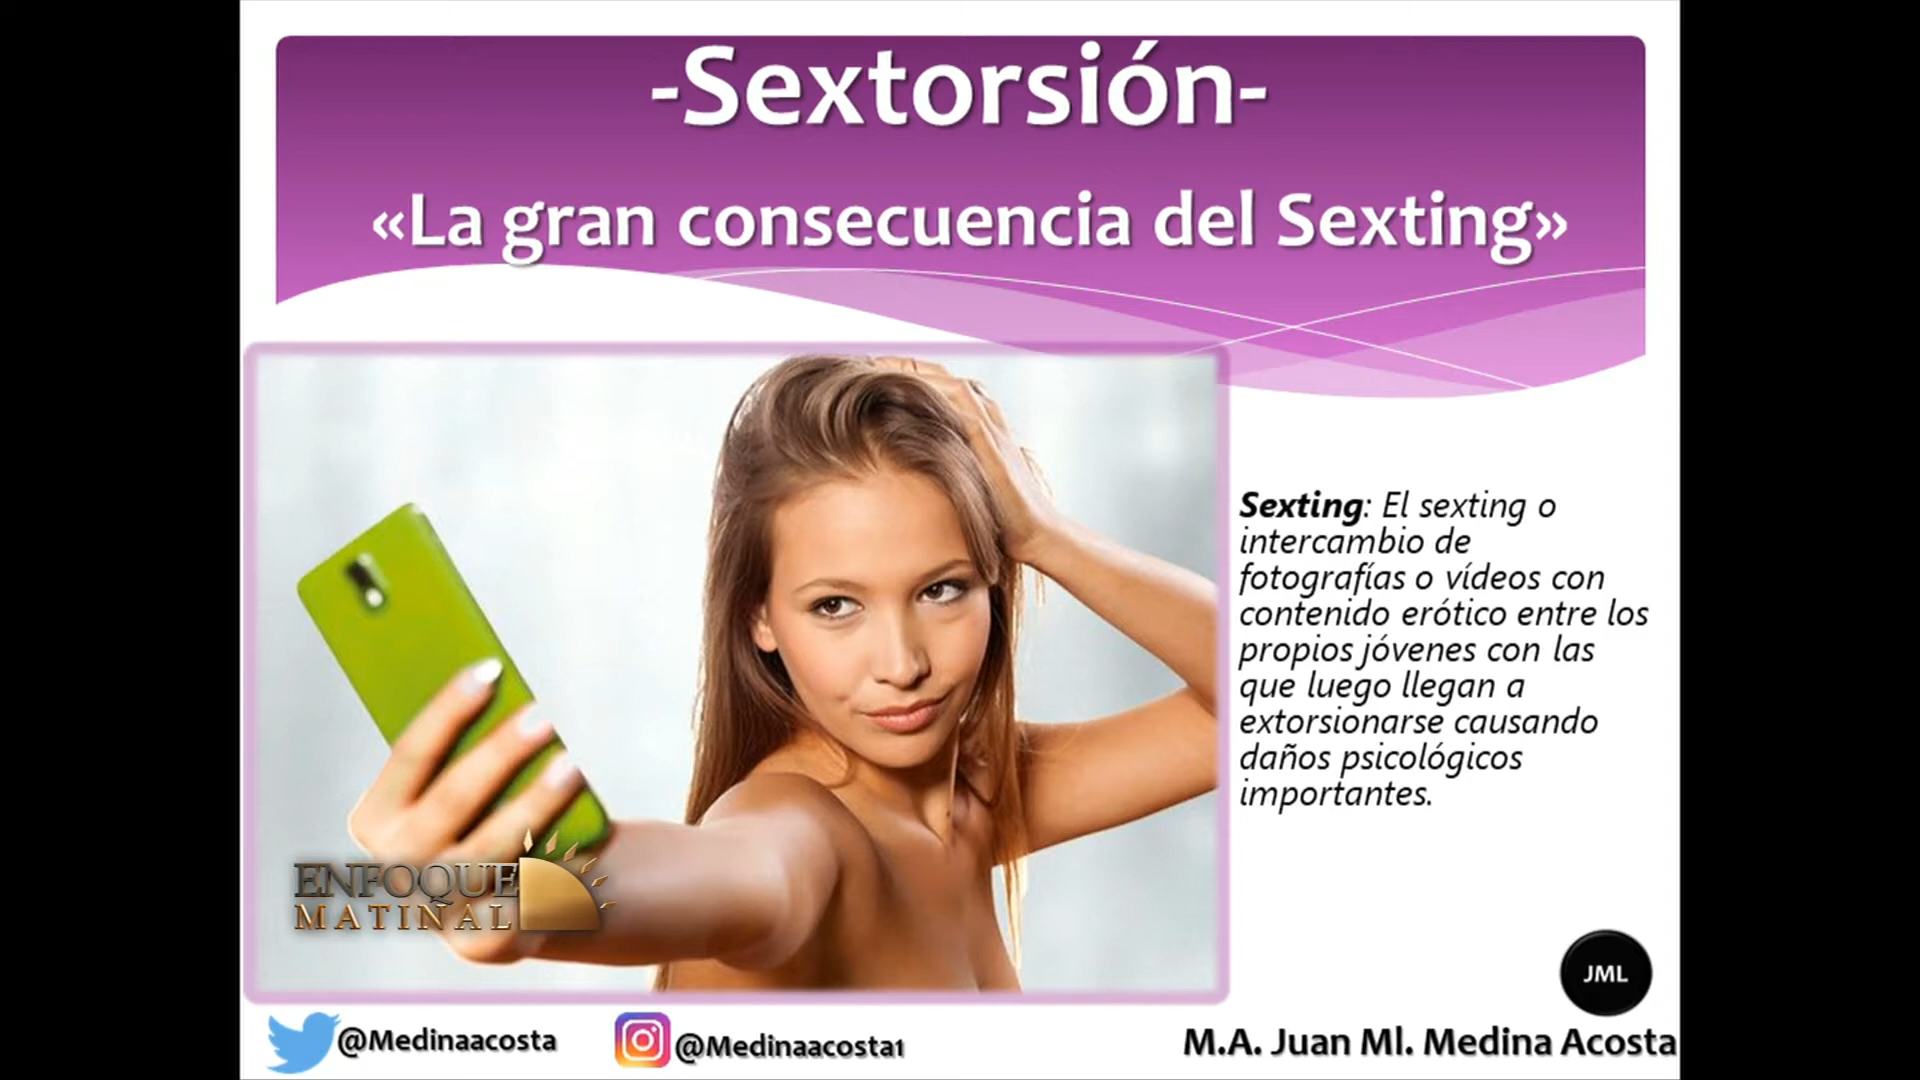 -Sextorsión-
«La gran consecuencia del Sexting»
Sexting: El sexting o
intercambio de
fotografías o vídeos con
contenido erótico entre los
propios jóvenes con las
que luego llegan a
extorsionarse causando
daños psicológicos
importantes.
ENFOQUE
MATINAL
JML
@Medinaacosta
@Medinaacosta1
M.A. Juan Ml. Medina Acosta